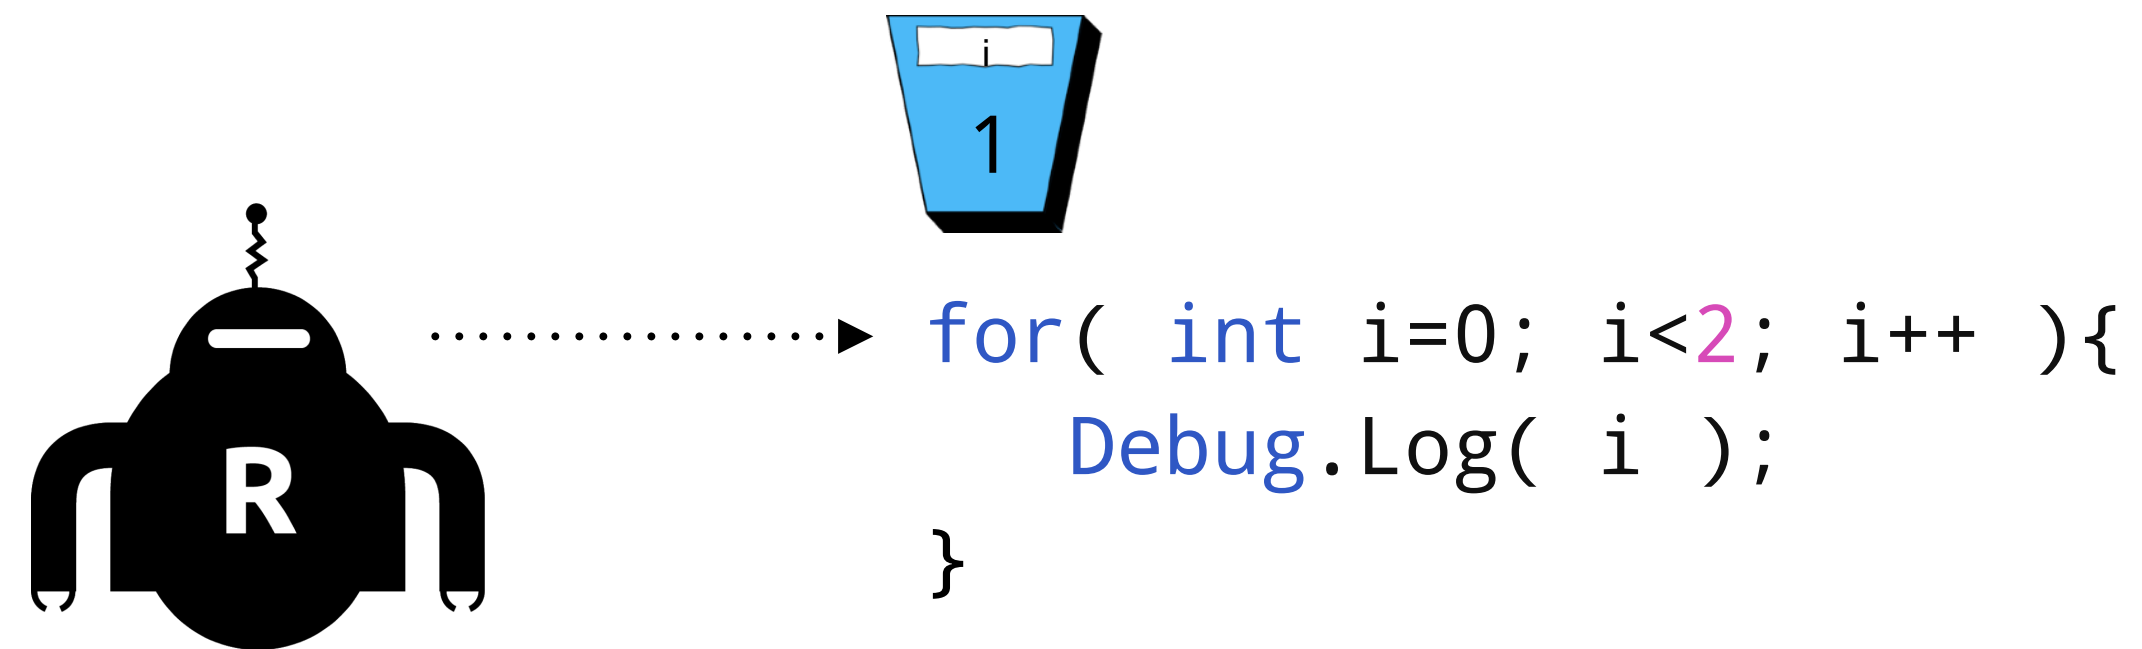 i
1
R
for( int i=0; i<2; i++ ){
Debug.Log( i );
}